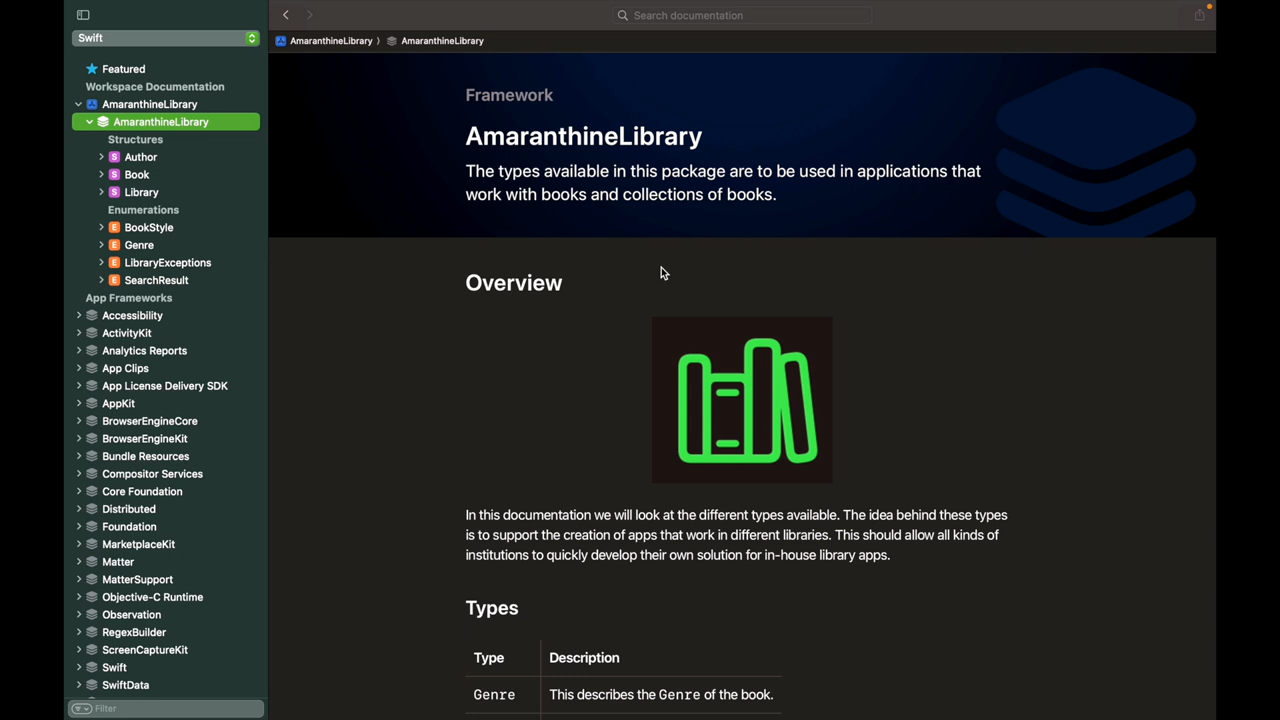 Search documentation
Swift
AmaranthineLibrary
AmaranthineLibrary
Featured
Workspace Documentation
AmaranthineLibrary
AmaranthineLibrary
Structures
Author
Book
Library
Enumerations
BookStyle
Genre
LibraryExceptions
SearchResult
App Frameworks
Accessibility
ActivityKit
Analytics Reports
App Clips
App License Delivery SDK
AppKit
BrowserEngineCore
BrowserEngineKit
Bundle Resources
Compositor Services
Core Foundation
Distributed
Foundation
MarketplaceKit
Matter
MatterSupport
Objective-C Runtime
Observation
RegexBuilder
ScreenCaptureKit
Swift
SwiftData
Filter
Framework
AmaranthineLibrary
The types available in this package are to be used in applications that
work with books and collections of books.
Overview
In this documentation we will look at the different types available. The idea behind these types
is to support the creation of apps that work in different libraries. This should allow all kinds of
institutions to quickly develop their own solution for in-house library apps.
Types
Type Description
Genre This describes the Genre of the book.